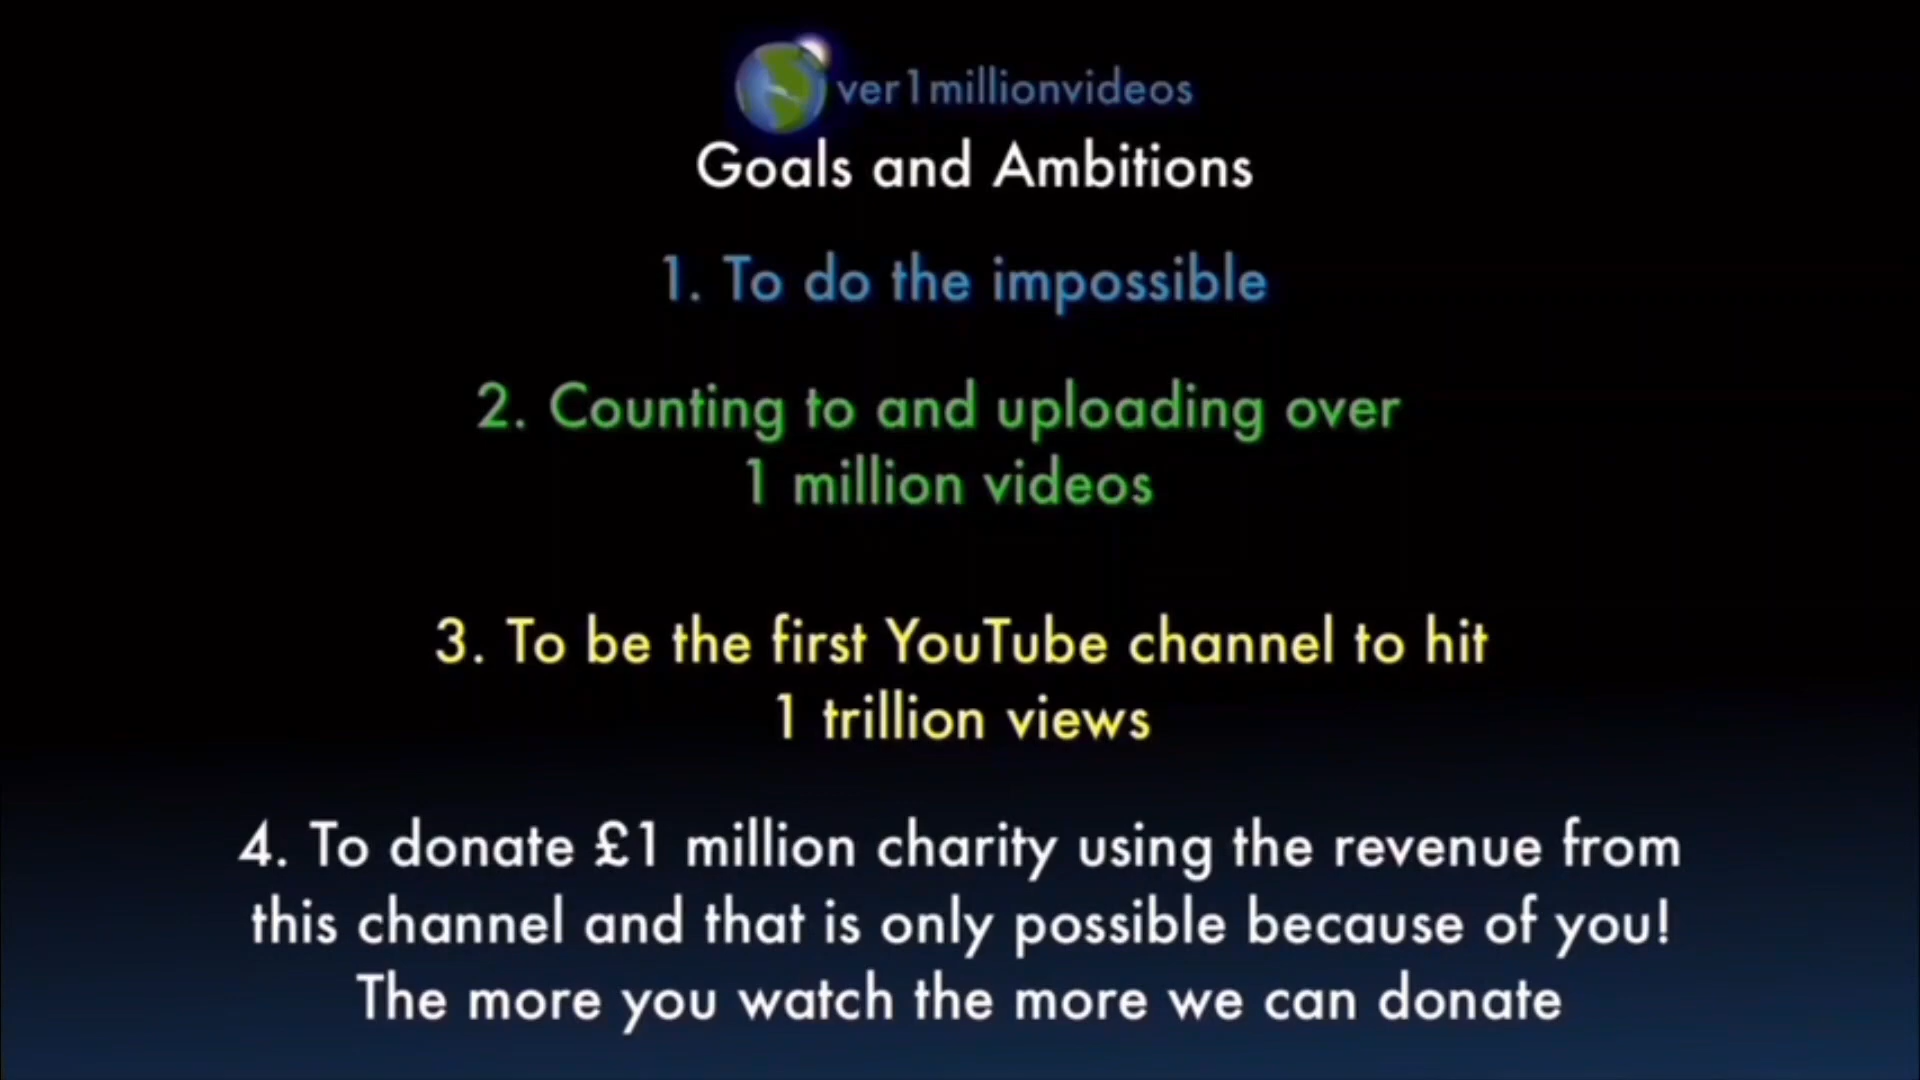 ver1millionvideos
Goals and Ambitions
1. To do the impossible
2. Counting to and uploading over
1 million videos
3. To be the first YouTube channel to hit
1 trillion views
4. To donate £1 million charity using the revenue from
this channel and that is only possible because of you!
The more you watch the more we can donate